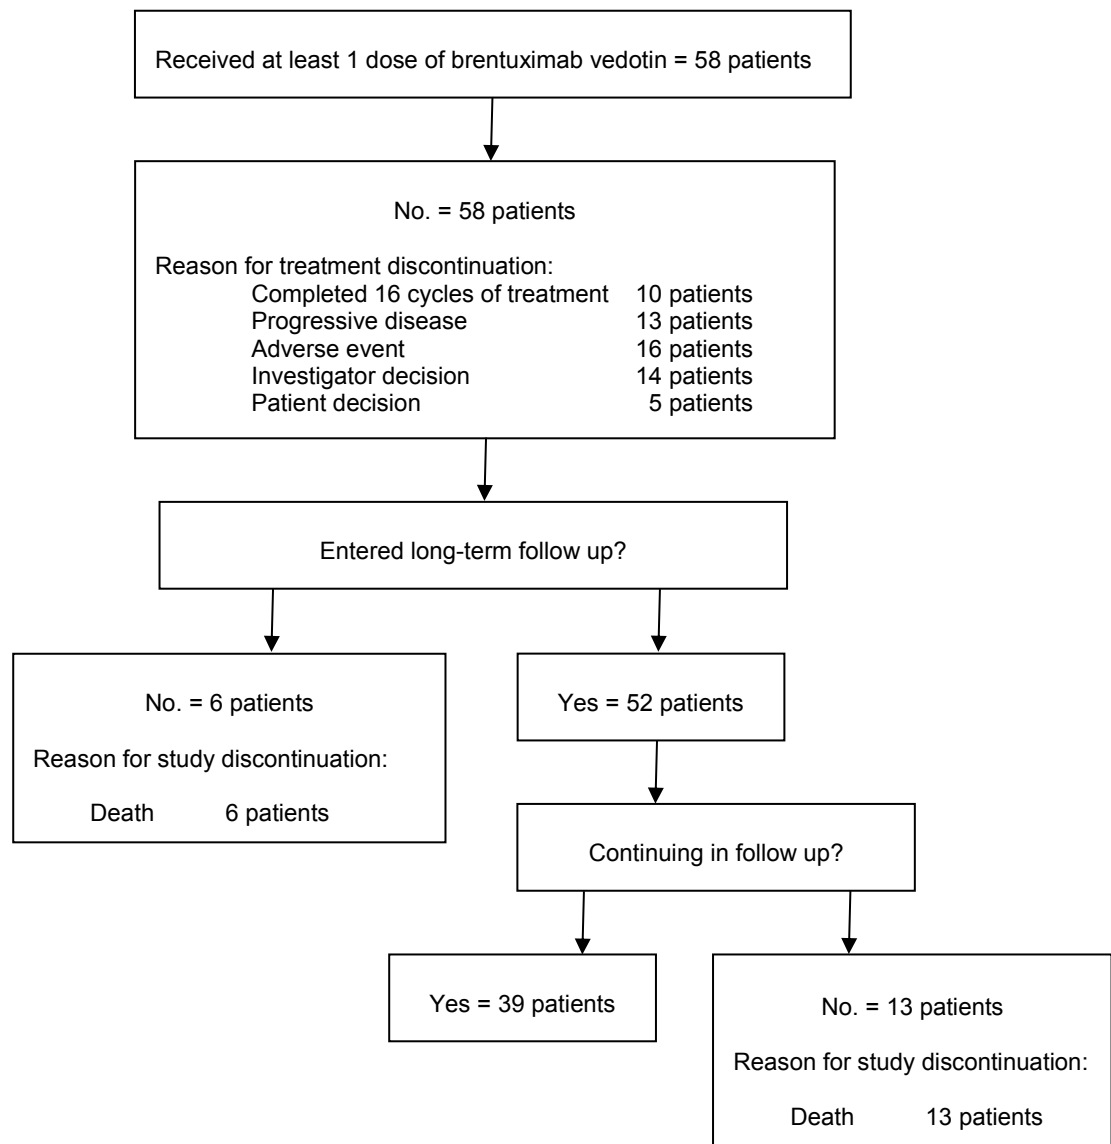 Received at least 1 dose of brentuximab vedotin = 58 patients
No. = 58 patients
Reason for treatment discontinuation:
Completed 16 cycles of treatment 10 patients
Progressive disease 13 patients
Adverse event 16 patients
Investigator decision 14 patients
Patient decision 5 patients
Entered long-term follow up?
No. = 6 patients
Reason for study discontinuation:
Death 6 patients
Yes = 52 patients
Continuing in follow up?
Yes = 39 patients
No. = 13 patients
Reason for study discontinuation:
Death 13 patients